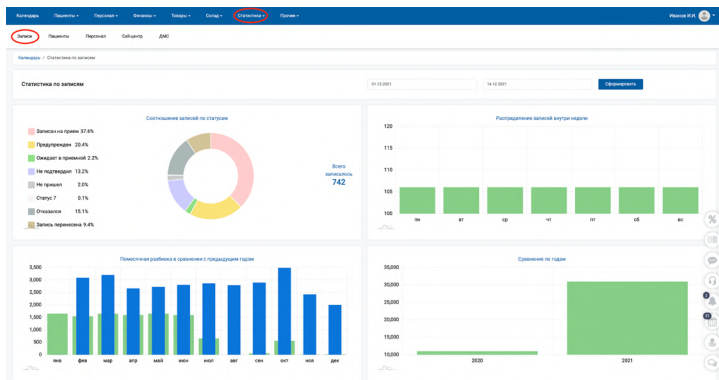 Календарь Пациенты Персонал Финансы Товары Склад Статистика Прочее Иванов И.И.
Записи Пациенты Персонал Call-центр ДМС
Календарь / Статистика по записям
Статистика по записям 01.12.2021 14.12.2021 Сформировать
Соотношение записей по статусам
Записан на прием 37.6%
Предупрежден 20.4%
Ожидает в приемной 2.2%
Не подтвердил 13.2%
Не пришел 2.0%
Статус 7 0.1%
Отказался 15.1%
Запись перенесена 9.4%
Всего
записалось
742
Распределение записей внутри недели
120
115
110
105
100
пн вт ср чт пт сб вс
Помесячная разбивка в сравнении с предыдущим годом
3,500
3,000
2,500
2,000
1,500
1,000
500
0
янв фев мар апр май июн июл авг сен окт ноя дек
Сравнение по годам
35,000
30,000
25,000
20,000
15,000
10,000
2020 2021